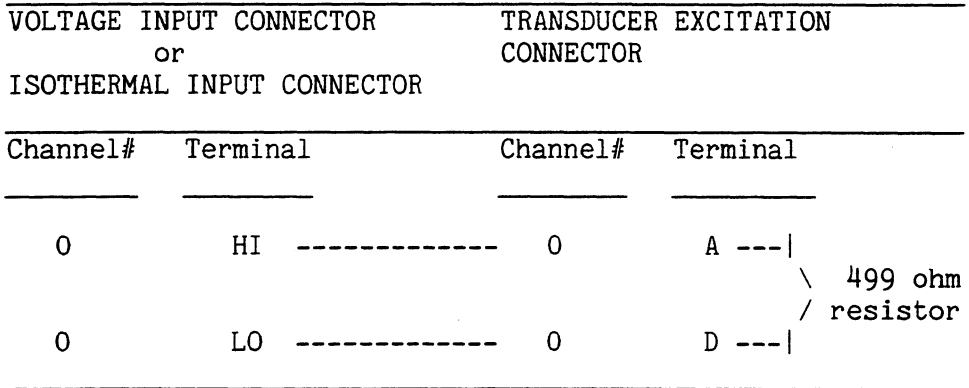 VOLTAGE INPUT CONNECTOR TRANSDUCER EXCITATION
or CONNECTOR
ISOTHERMAL INPUT CONNECTOR
Channel# Terminal Channel# Terminal
0 HI ------------- 0 A ---|
\ 499 ohm
/ resistor
0 LO ------------- 0 D ---|